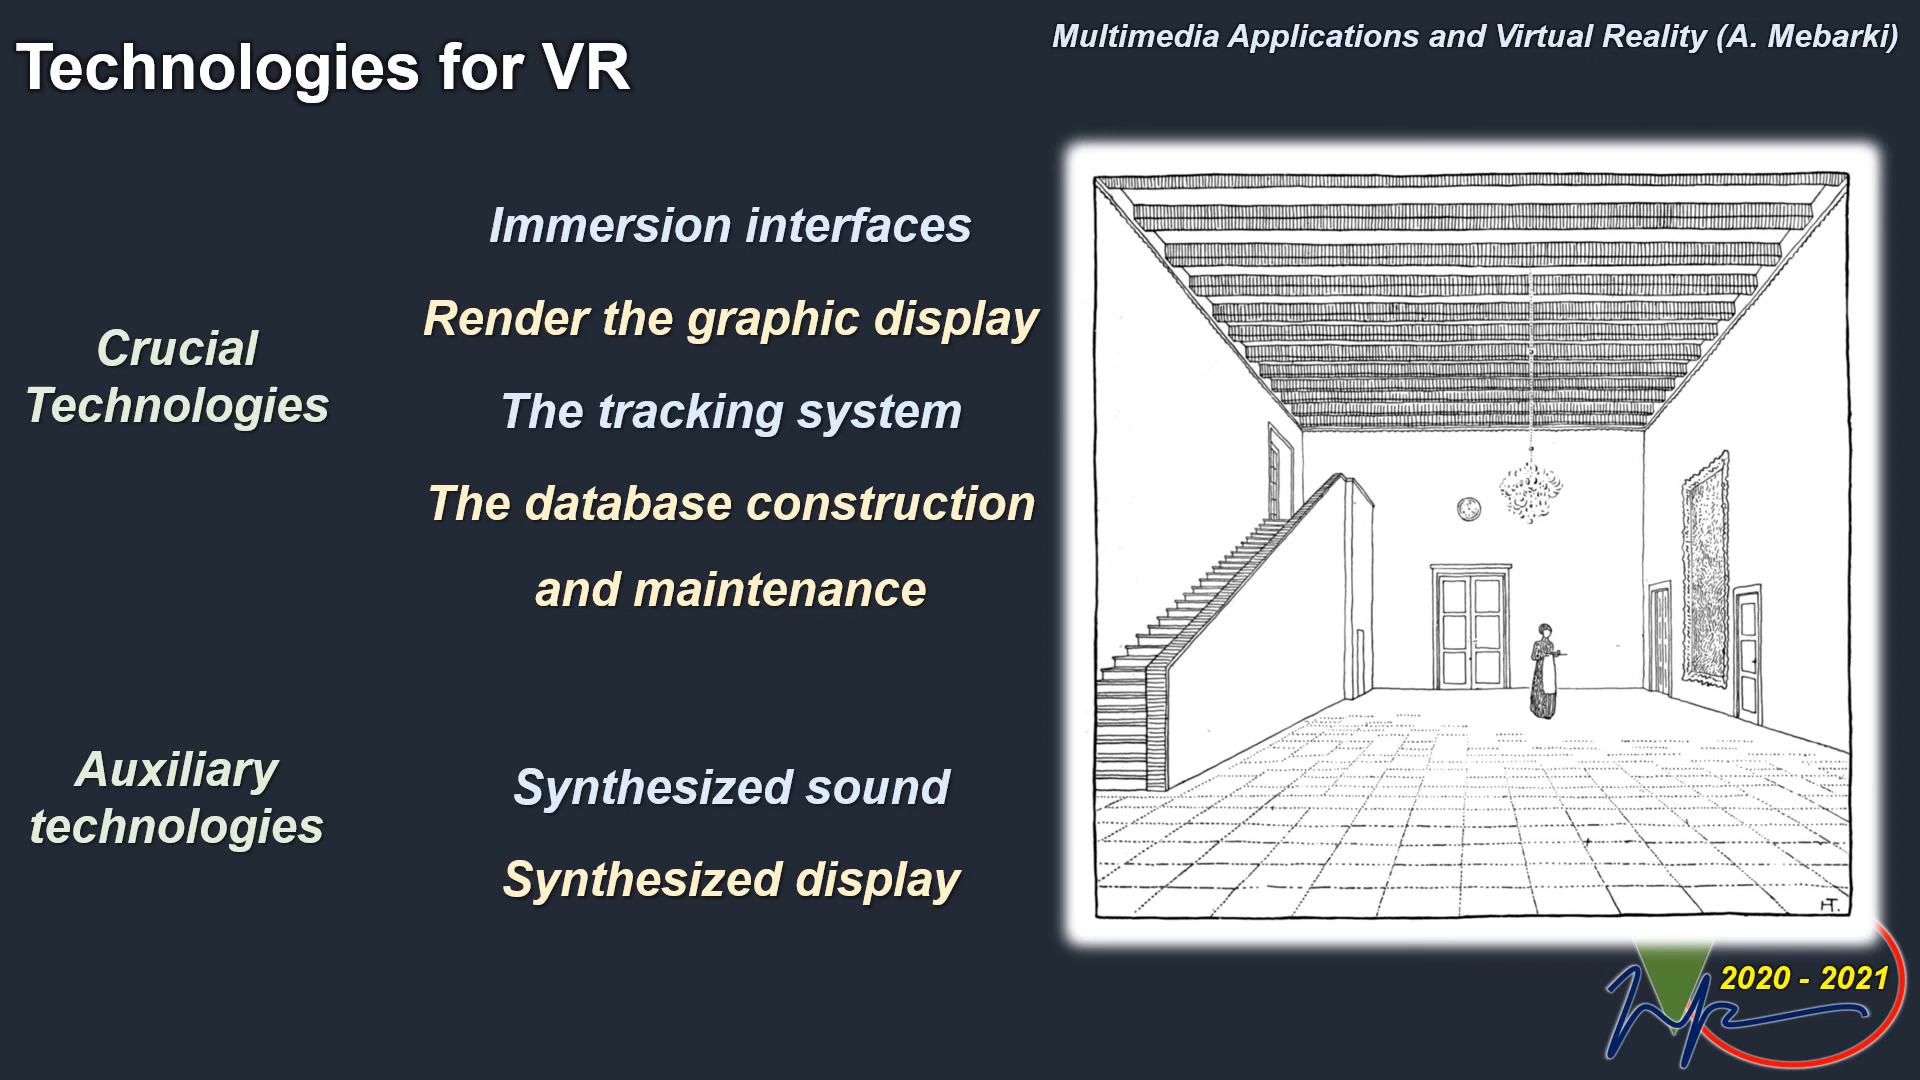 Multimedia Applications and Virtual Reality (A. Mebarki)
Technologies for VR
Crucial
Technologies
Immersion interfaces
Render the graphic display
The tracking system
The database construction
and maintenance
Auxiliary
technologies
Synthesized sound
Synthesized display
HT.
2020 - 2021